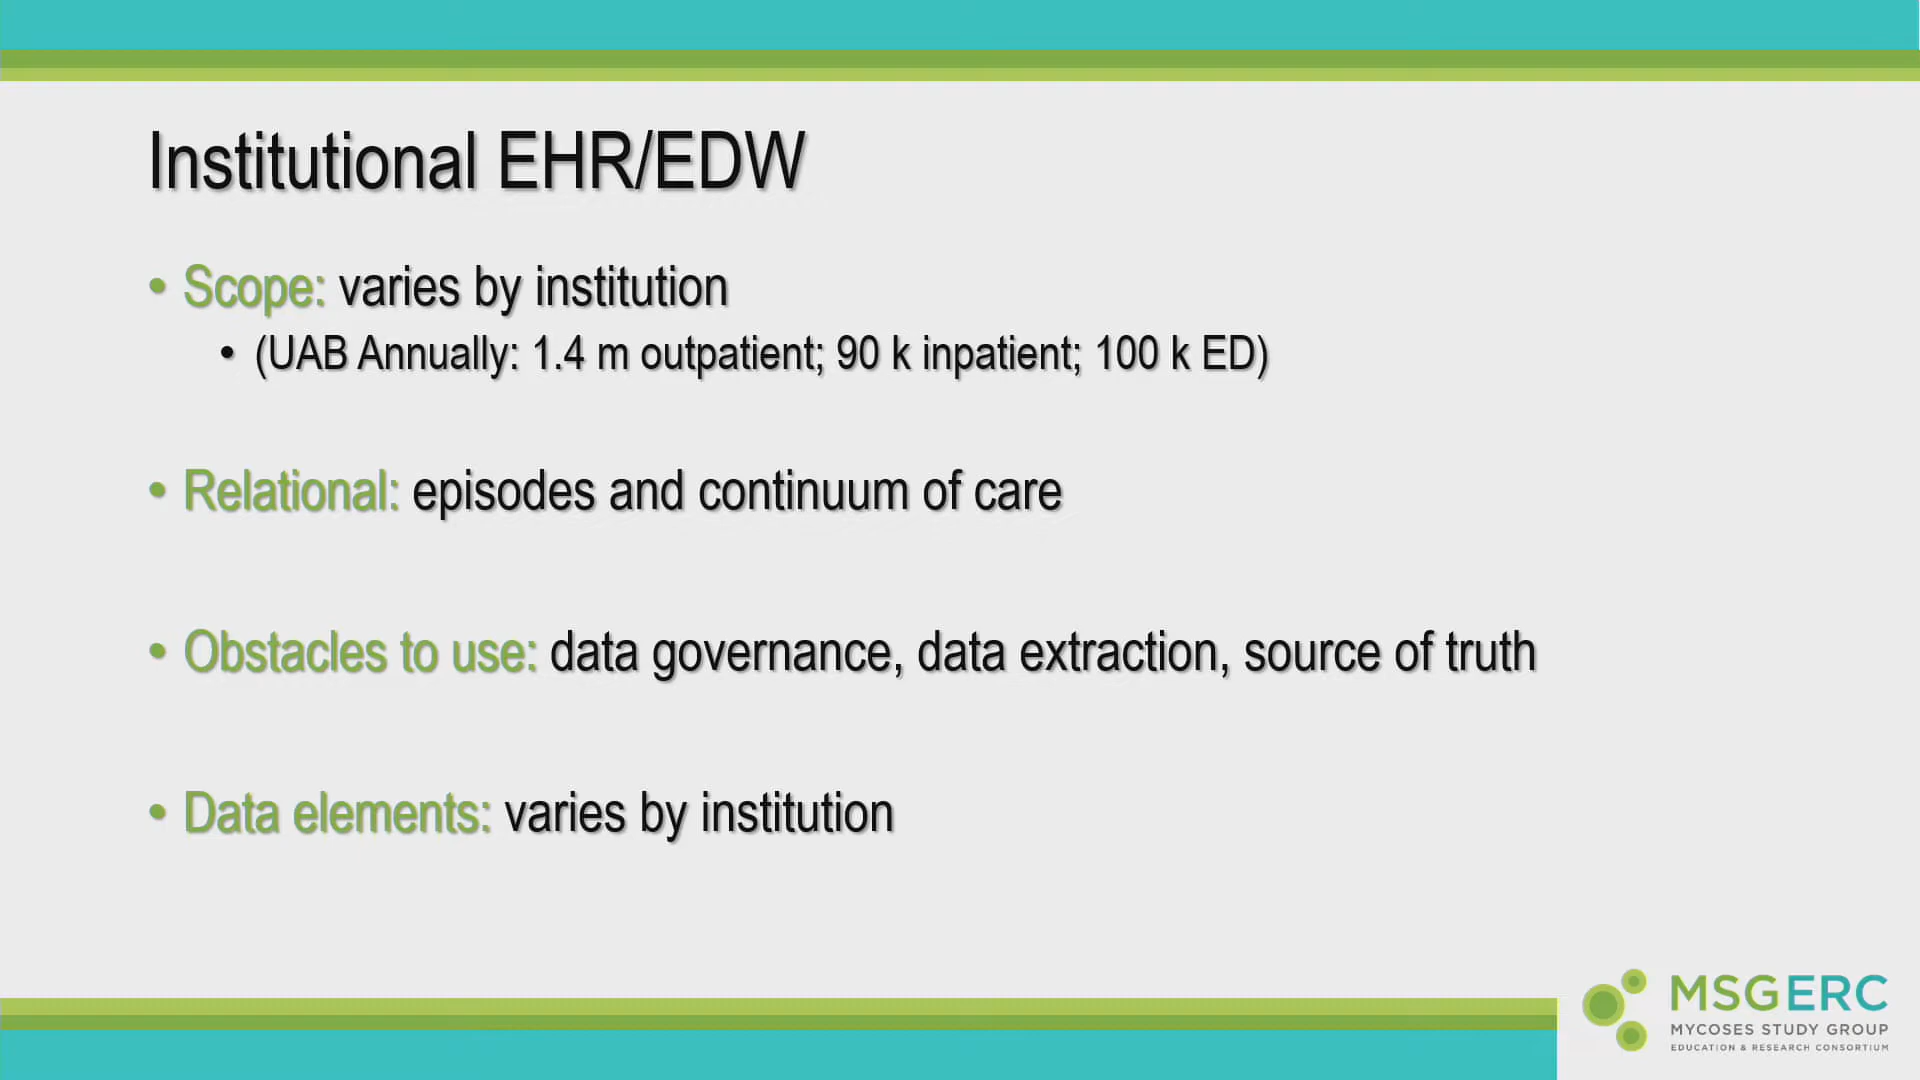 Institutional EHR/EDW
• Scope: varies by institution
• (UAB Annually: 1.4 m outpatient; 90 k inpatient; 100 k ED)
• Relational: episodes and continuum of care
• Obstacles to use: data governance, data extraction, source of truth
• Data elements: varies by institution
MSGERC
MYCOSES STUDY GROUP
EDUCATION & RESEARCH CONSORTIUM